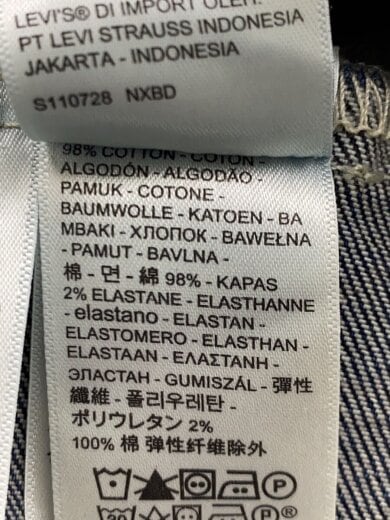 LEVI'S® DI IMPORT OLEH:
PT LEVI STRAUSS INDONESIA
JAKARTA - INDONESIA
S110728 NXBD
98% COTTON - COTON -
ALGODÓN - ALGODÃO -
PAMUK - COTONE -
BAUMWOLLE - KATOEN - BA
MBAKI - ХЛОПОК - BAWEŁNA
- PAMUT - BAVLNA -
棉 - 면 - 綿 98% - KAPAS
2% ELASTANE - ELASTHANNE
- elastano - ELASTAN -
ELASTOMERO - ELASTHAN -
ELASTAAN - ΕΛΑΣΤΑΝΗ -
ЭЛАСТАН - GUMISZÁL - 彈性
纖維 - 폴리우레탄 -
ポリウレタン 2%
100% 棉 弹性纤维除外
P
30